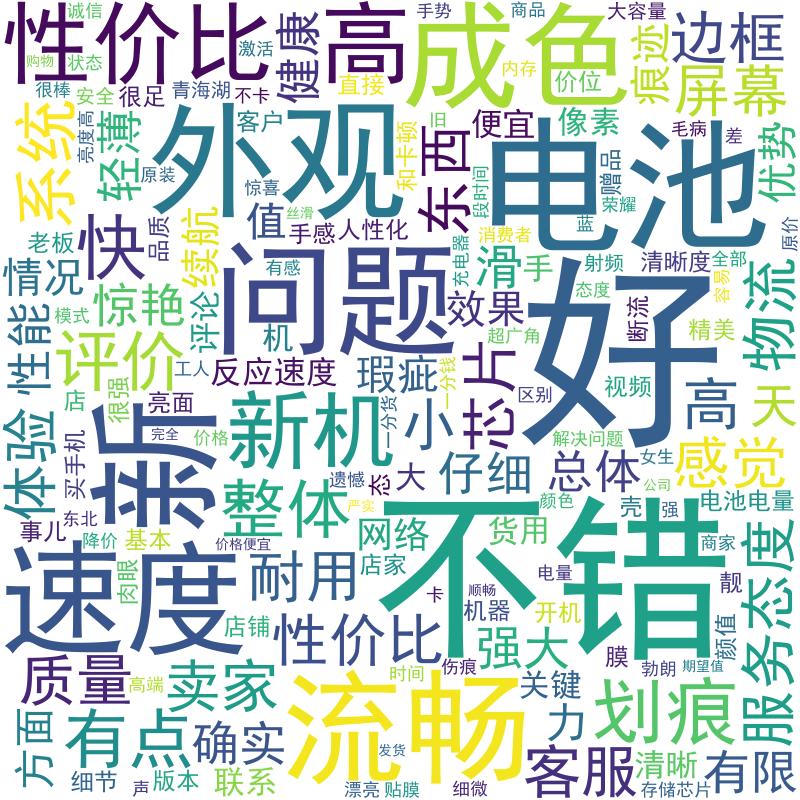 性价比
高
成色
诚信
购物
状态
很棒
安全
很足
激活
健康
手势
商品
大容量
直接
内存
价位
痕迹
边框
屏幕
青海湖
不卡
系统
亮度高
轻薄
原装
外观
客户
惊喜
和卡顿
旧
便宜
东西
像素
毛病
差
赠品
电池
优势
荣耀
段时间
快
品质
值
手感
人性化
丝滑
消费者
蓝
原价
老板
情况
续航
有感
问题
充电器
滑
手
射频
清晰度
全部
态度
容易
物流
模式
惊艳
评论
机
效果
断流
超广角
精美
好
性能
评价
工人
反应速度
瑕疵
一分钱
芯片
区别
视频
高
天
店
很强
亮面
新机
一分货
小
体验
买手机
新
完全
价格
仔细
总体
解决问题
女生
感觉
公司
整体
遗憾
态
大
严实
颜色
壳
强
电池电量
事儿
东北
降价
基本
价格便宜
网络
货用
不错
商家
速度
肉眼
耐用
店家
卡
顺畅
电量
机器
开机
靓
颜值
服务态度
店铺
性价比
强大
膜
勃朗
期望值
质量
高端
卖家
时间
伤痕
关键
方面
有点
确实
流畅
发货
力
划痕
客服
清晰
有限
细节
声
版本
联系
漂亮
贴膜
细微
存储芯片